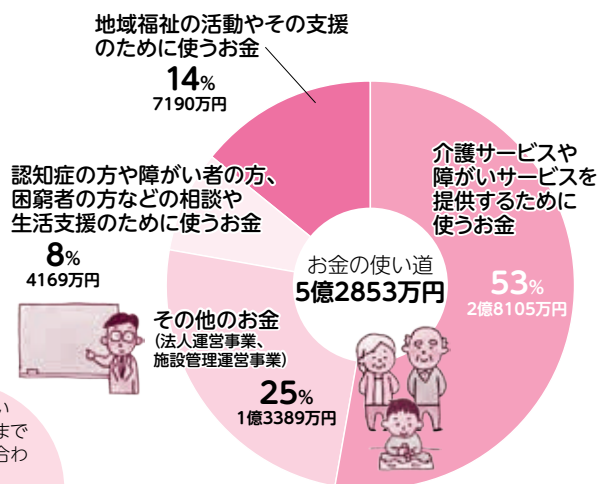 地域福祉の活動やその支援
のために使うお金
14%
7190万円
認知症の方や障がい者の方、
困窮者の方などの相談や
生活支援のために使うお金
8%
4169万円
介護サービスや
障がいサービスを
提供するために
使うお金
53%
2億8105万円
お金の使い道
5億2853万円
その他のお金
(法人運営事業、
施設管理運営事業)
25%
1億3389万円
い
まで
合わ